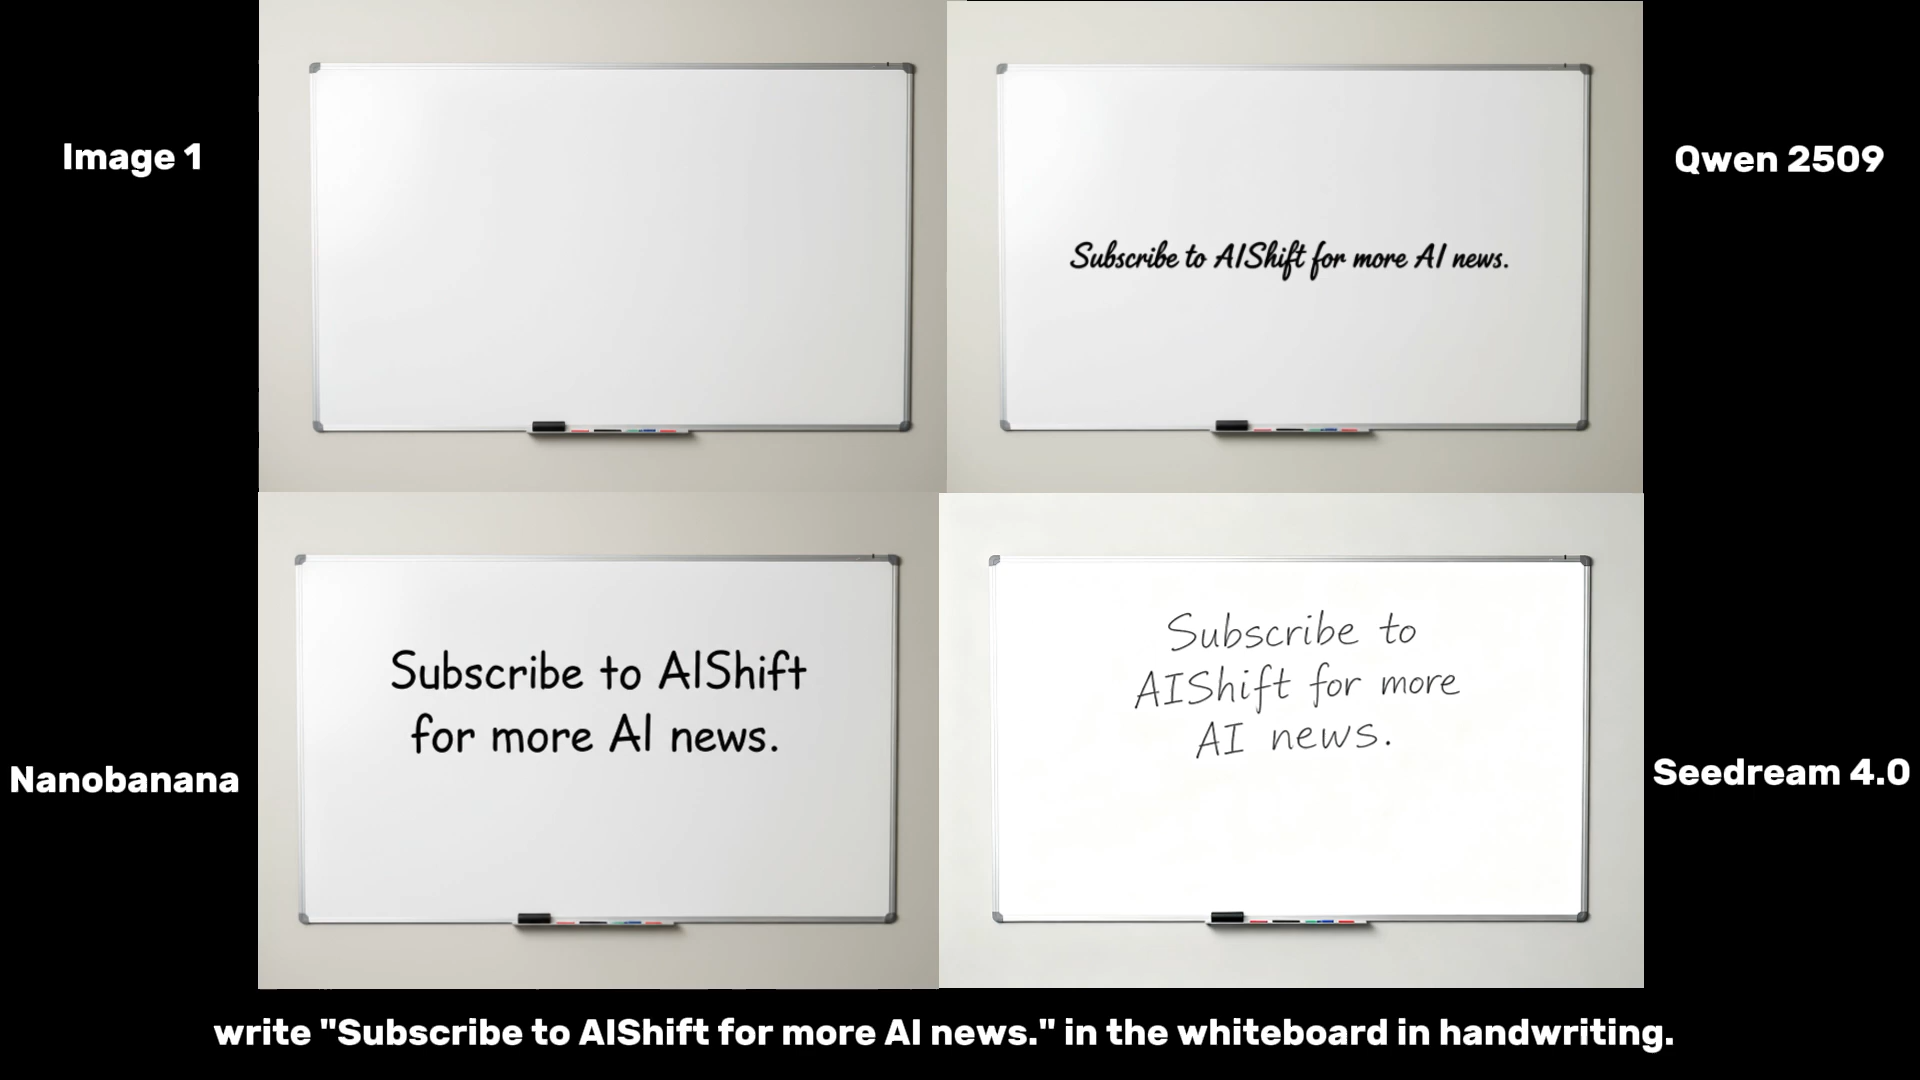 Image 1
Qwen 2509
Subscribe to AIShift for more AI news.
Subscribe to AIShift
for more AI news.
Subscribe to
AIShift for more
AI news.
Nanobanana
Seedream 4.0
write "Subscribe to AIShift for more AI news." in the whiteboard in handwriting.